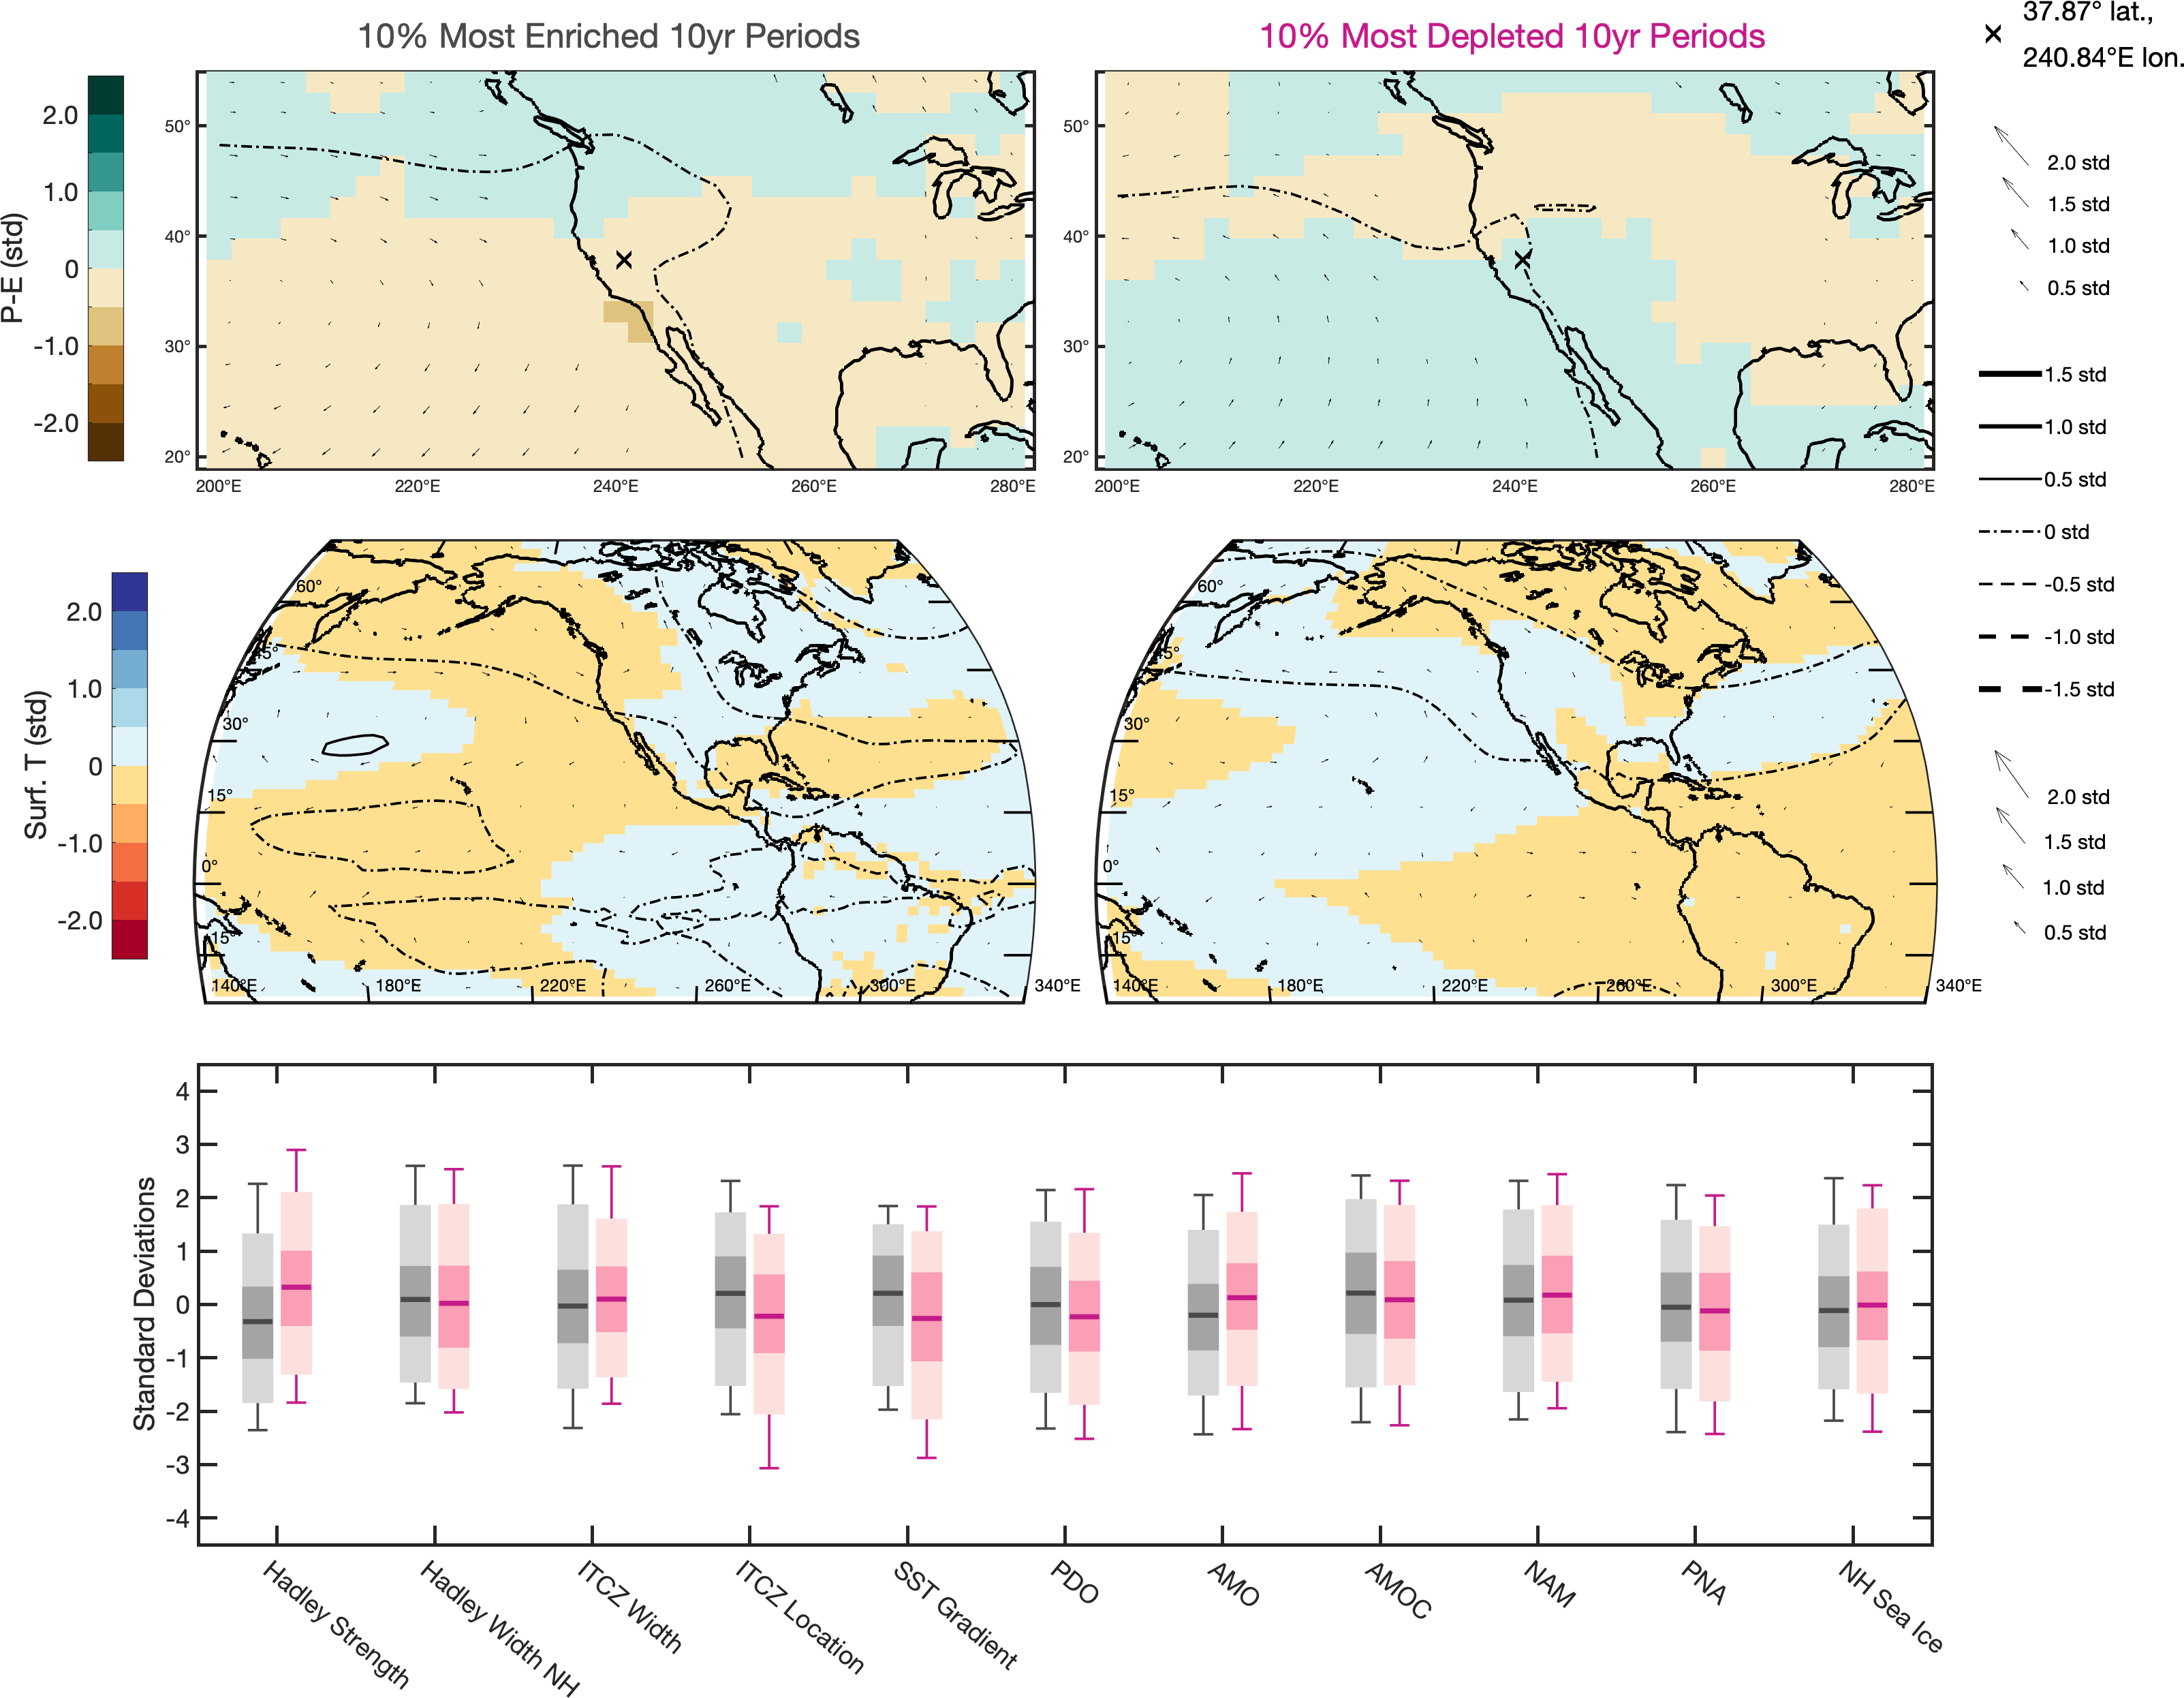 10% Most Enriched 10yr Periods
10% Most Depleted 10yr Periods
37.87° lat.,
240.84°E lon.
P-E (std)
2.0
1.0
0
-1.0
-2.0
50°
40°
30°
20°
200°E
220°E
240°E
260°E
280°E
50°
40°
30°
20°
200°E
220°E
240°E
260°E
280°E
2.0 std
1.5 std
1.0 std
0.5 std
1.5 std
1.0 std
0.5 std
0 std
-0.5 std
-1.0 std
-1.5 std
2.0 std
1.5 std
1.0 std
0.5 std
Surf. T (std)
2.0
1.0
0
-1.0
-2.0
60°
45°
30°
15°
0°
15°
140°E
180°E
220°E
260°E
300°E
340°E
60°
45°
30°
15°
0°
15°
140°E
180°E
220°E
260°E
300°E
340°E
Standard Deviations
4
3
2
1
0
-1
-2
-3
-4
Hadley Strength
Hadley Width NH
ITCZ Width
ITCZ Location
SST Gradient
PDO
AMO
AMOC
NAM
PNA
NH Sea Ice